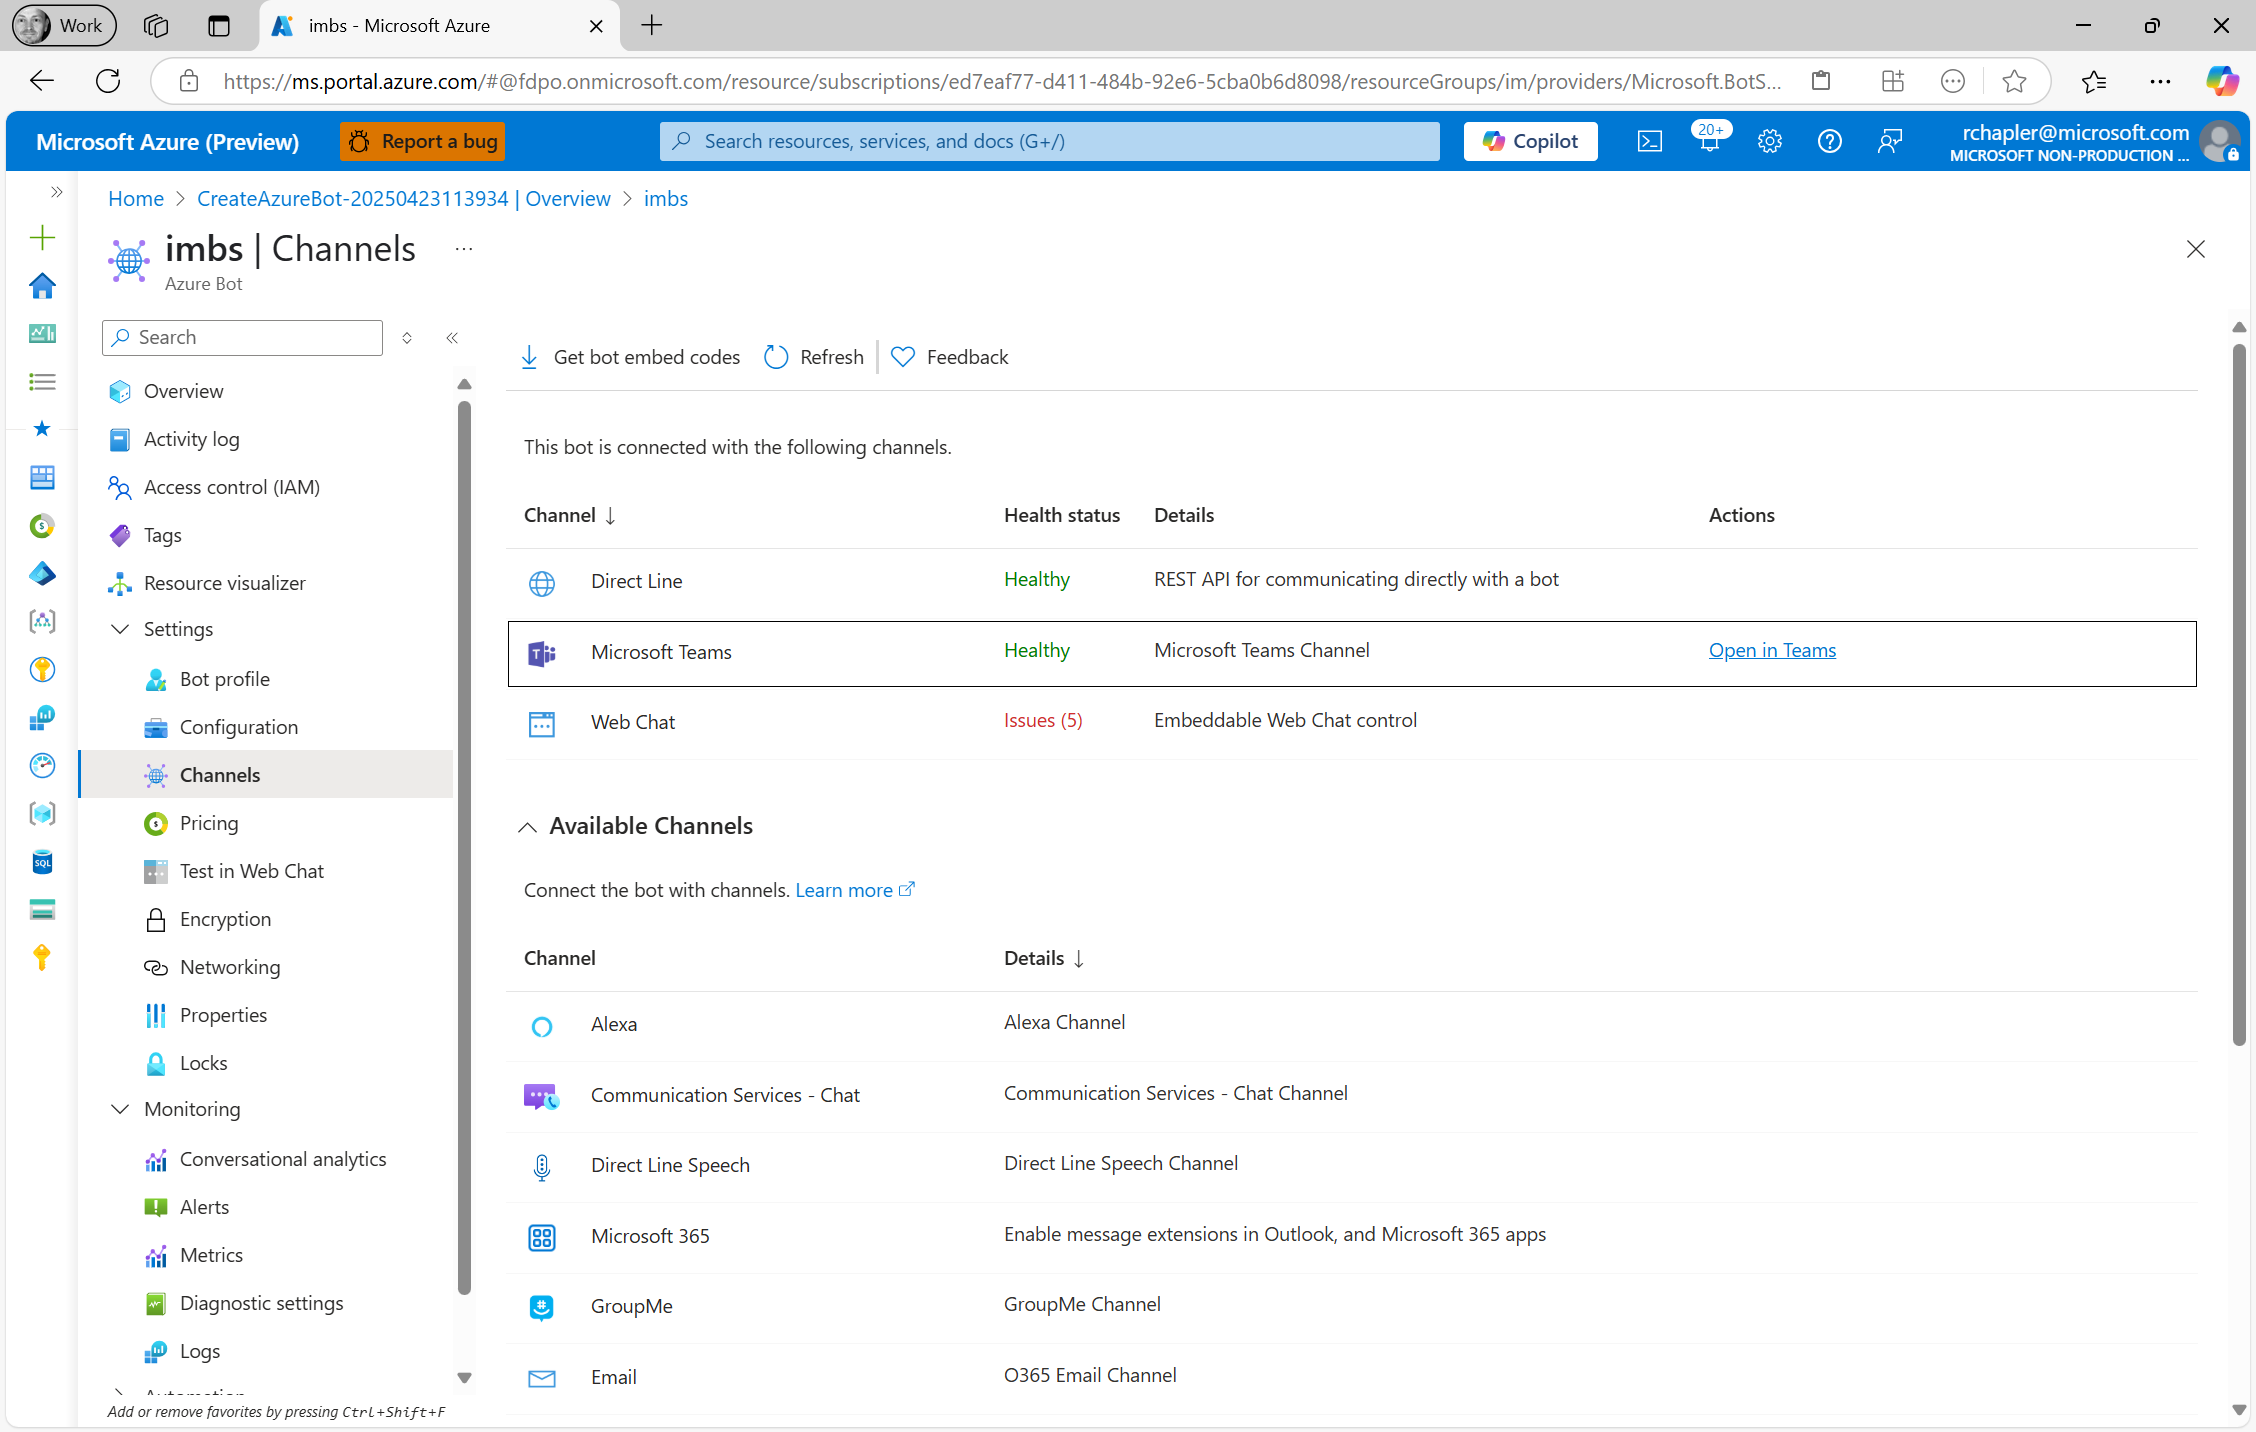 Work
imbs - Microsoft Azure
https://ms.portal.azure.com/#@fdpo.onmicrosoft.com/resource/subscriptions/ed7eaf77-d411-484b-92e6-5cba0b6d8098/resourceGroups/im/providers/Microsoft.BotS...
Microsoft Azure (Preview)
Report a bug
Search resources, services, and docs (G+/)
Copilot
20+
rchapler@microsoft.com
MICROSOFT NON-PRODUCTION ...
Home > CreateAzureBot-20250423113934 | Overview > imbs
imbs | Channels
Azure Bot
Search
Overview
Activity log
Access control (IAM)
Tags
Resource visualizer
Settings
Bot profile
Configuration
Channels
Pricing
Test in Web Chat
Encryption
Networking
Properties
Locks
Monitoring
Conversational analytics
Alerts
Metrics
Diagnostic settings
Logs
Add or remove favorites by pressing Ctrl+Shift+F
Get bot embed codes
Refresh
Feedback
This bot is connected with the following channels.
Channel ↓ Health status Details Actions
Direct Line Healthy REST API for communicating directly with a bot
Microsoft Teams Healthy Microsoft Teams Channel Open in Teams
Web Chat Issues (5) Embeddable Web Chat control
Available Channels
Connect the bot with channels. Learn more
Channel Details ↓
Alexa Alexa Channel
Communication Services - Chat Communication Services - Chat Channel
Direct Line Speech Direct Line Speech Channel
Microsoft 365 Enable message extensions in Outlook, and Microsoft 365 apps
GroupMe GroupMe Channel
Email O365 Email Channel